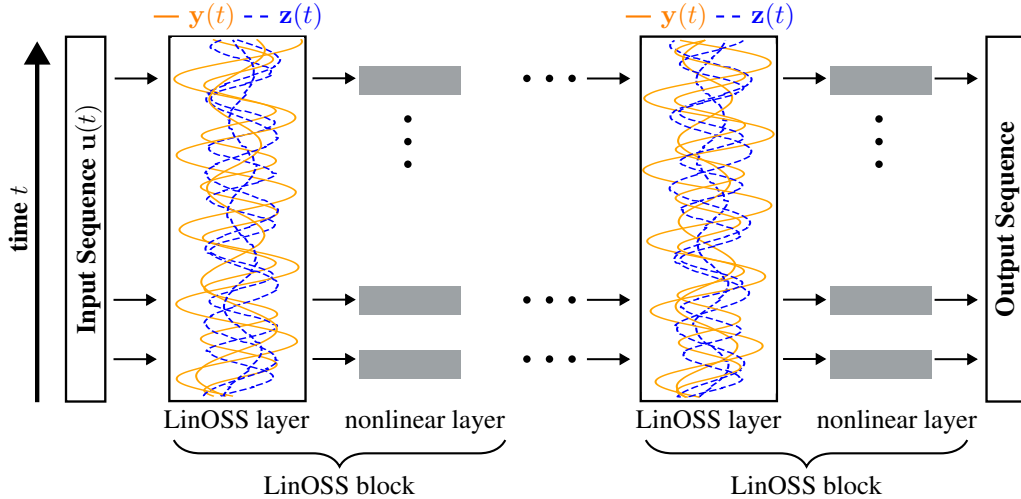 y(t) z(t)
y(t) z(t)
time t
Input Sequence u(t)
Output Sequence
LinOSS layer
nonlinear layer
LinOSS layer
nonlinear layer
LinOSS block
LinOSS block